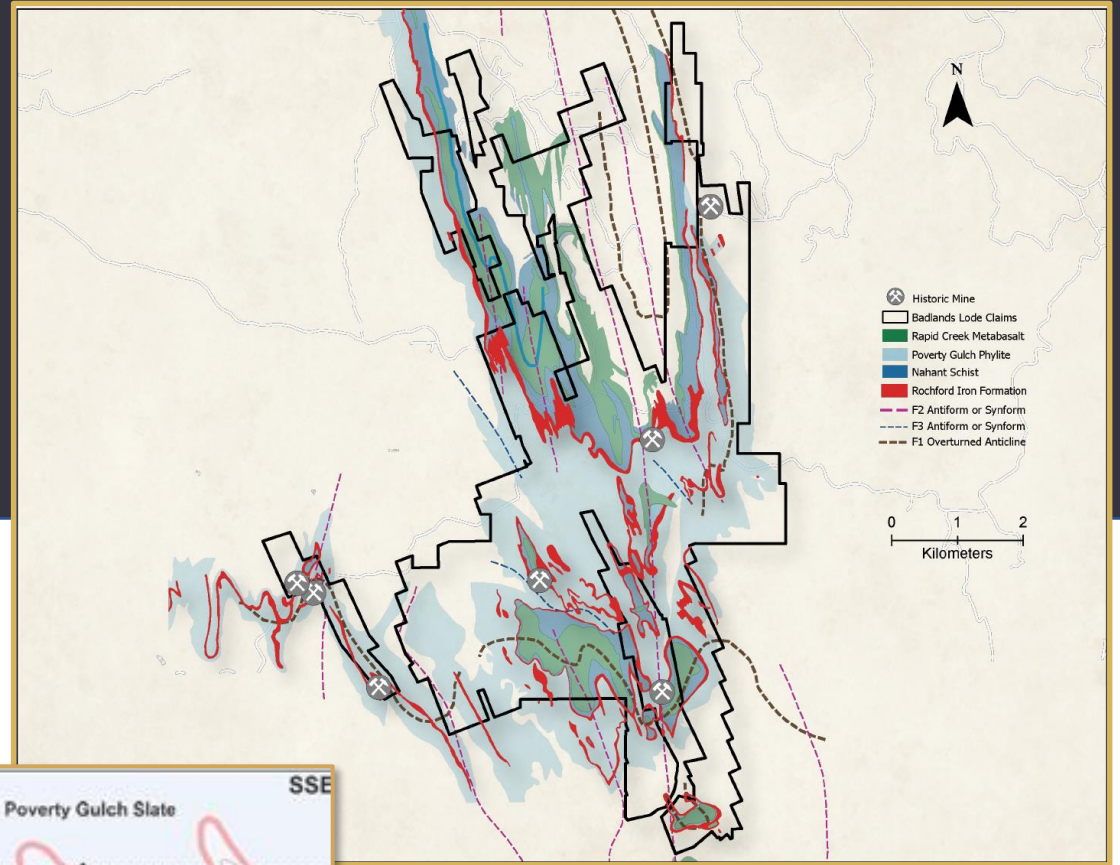 N
Historic Mine
Badlands Lode Claims
Rapid Creek Metabasalt
Poverty Gulch Phylite
Nahant Schist
Rochford Iron Formation
F2 Antiform or Synform
F3 Antiform or Synform
F1 Overturned Anticline
0 1 2
Kilometers
SSE
Poverty Gulch Slate